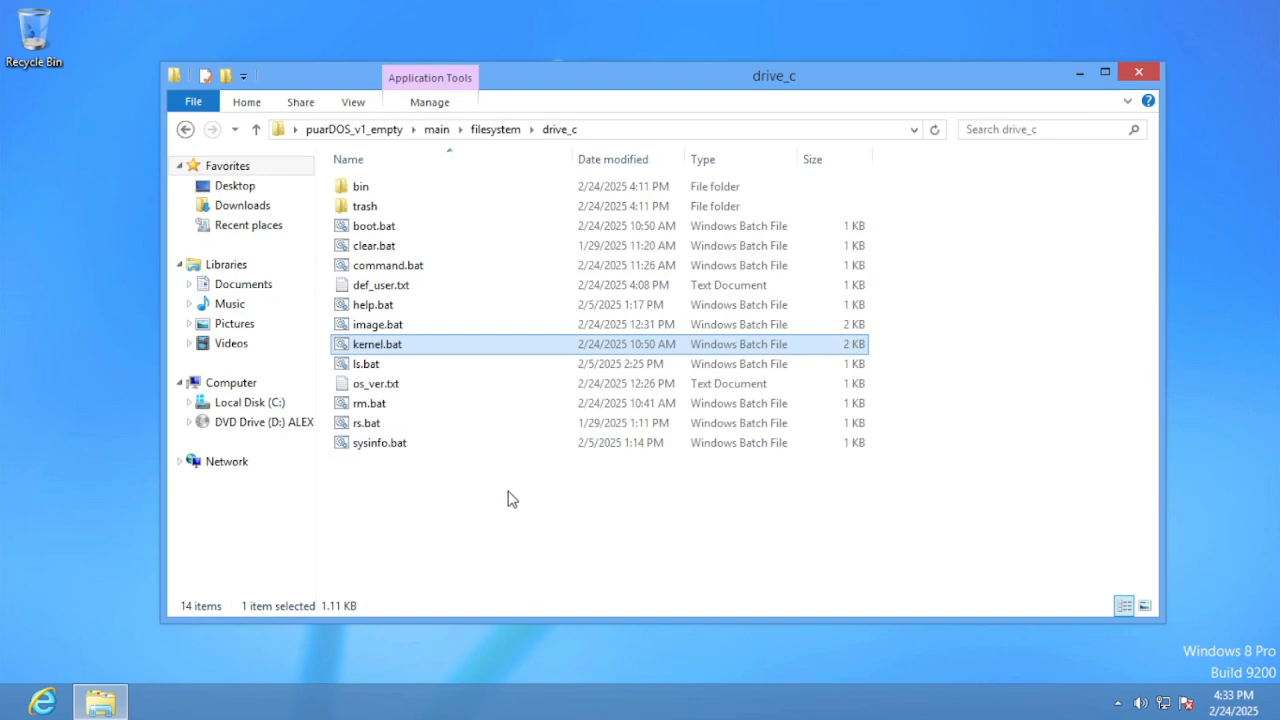 Recycle Bin
Application Tools
drive_c
File Home Share View Manage
puarDOS_v1_empty main filesystem drive_c
Search drive_c
Favorites
Desktop
Downloads
Recent places
Libraries
Documents
Music
Pictures
Videos
Computer
Local Disk (C:)
DVD Drive (D:) ALEX
Network
Name Date modified Type Size
bin 2/24/2025 4:11 PM File folder
trash 2/24/2025 4:11 PM File folder
boot.bat 2/24/2025 10:50 AM Windows Batch File 1 KB
clear.bat 1/29/2025 11:20 AM Windows Batch File 1 KB
command.bat 2/24/2025 11:26 AM Windows Batch File 1 KB
def_user.txt 2/24/2025 4:08 PM Text Document 1 KB
help.bat 2/5/2025 1:17 PM Windows Batch File 1 KB
image.bat 2/24/2025 12:31 PM Windows Batch File 2 KB
kernel.bat 2/24/2025 10:50 AM Windows Batch File 2 KB
ls.bat 2/5/2025 2:25 PM Windows Batch File 1 KB
os_ver.txt 2/24/2025 12:26 PM Text Document 1 KB
rm.bat 2/24/2025 10:41 AM Windows Batch File 1 KB
rs.bat 1/29/2025 1:11 PM Windows Batch File 1 KB
sysinfo.bat 2/5/2025 1:14 PM Windows Batch File 1 KB
14 items 1 item selected 1.11 KB
Windows 8 Pro
Build 9200
4:33 PM
2/24/2025